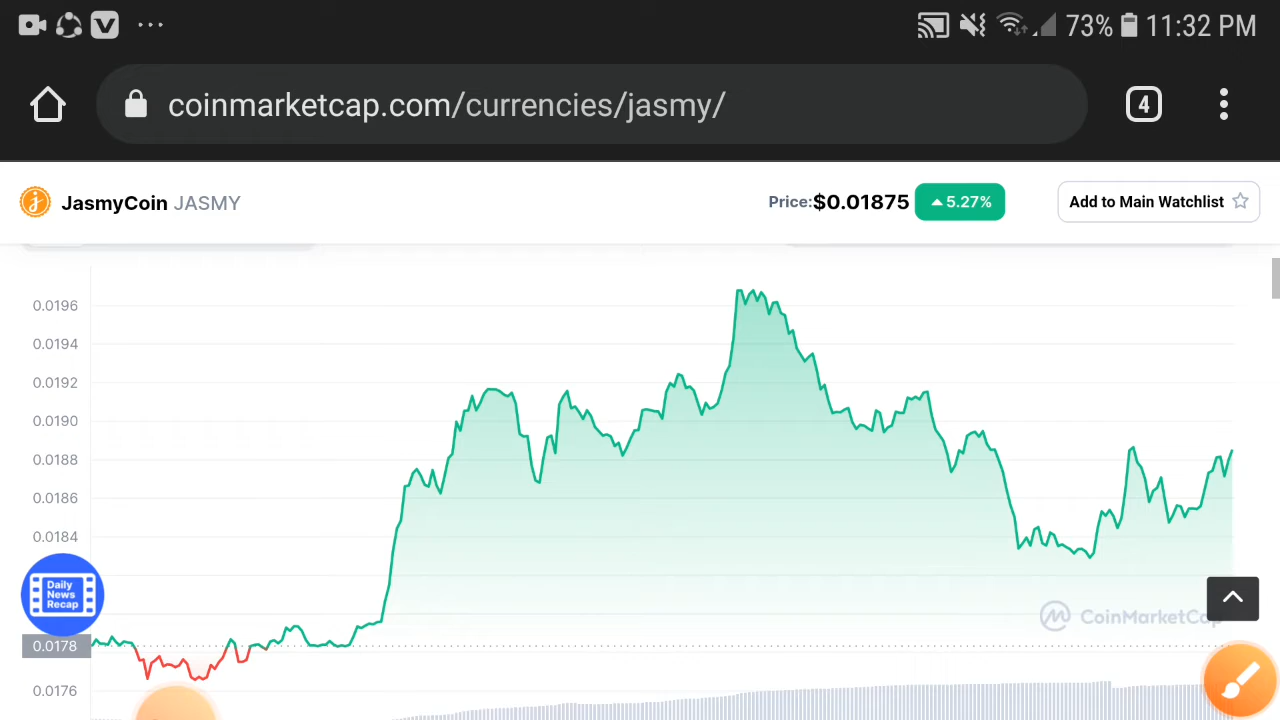 73% 11:32 PM
coinmarketcap.com/currencies/jasmy/
4
JasmyCoin JASMY
Price:$0.01875 5.27%
Add to Main Watchlist
0.0196
0.0194
0.0192
0.0190
0.0188
0.0186
0.0184
Daily
News
Recap
CoinMarketCap
0.0178
0.0176